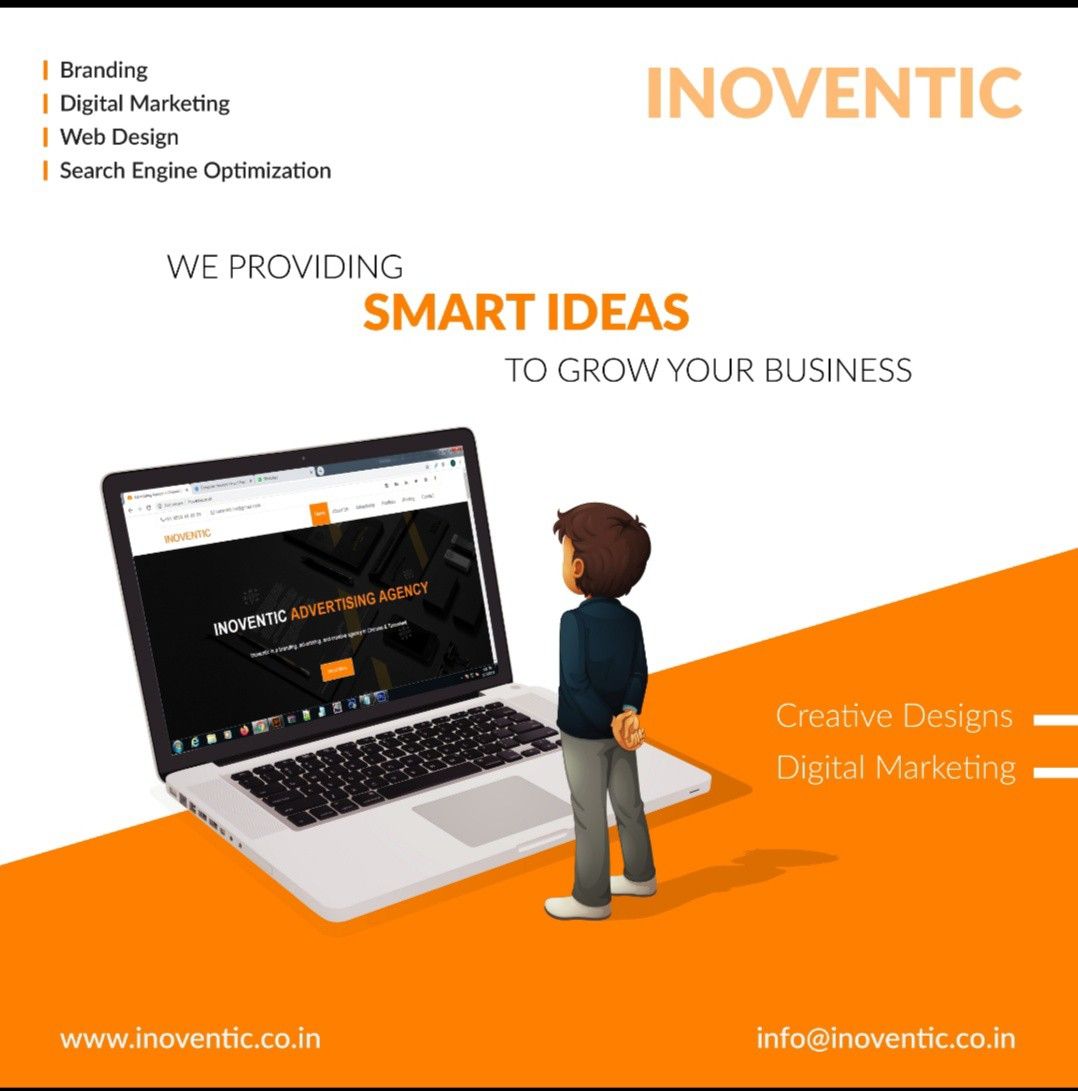 Branding
Digital Marketing
Web Design
Search Engine Optimization
INOVENTIC
WE PROVIDING
SMART IDEAS
TO GROW YOUR BUSINESS
INOVENTIC
INOVENTIC ADVERTISING AGENCY
Creative Designs
Digital Marketing
www.inoventic.co.in
info@inoventic.co.in